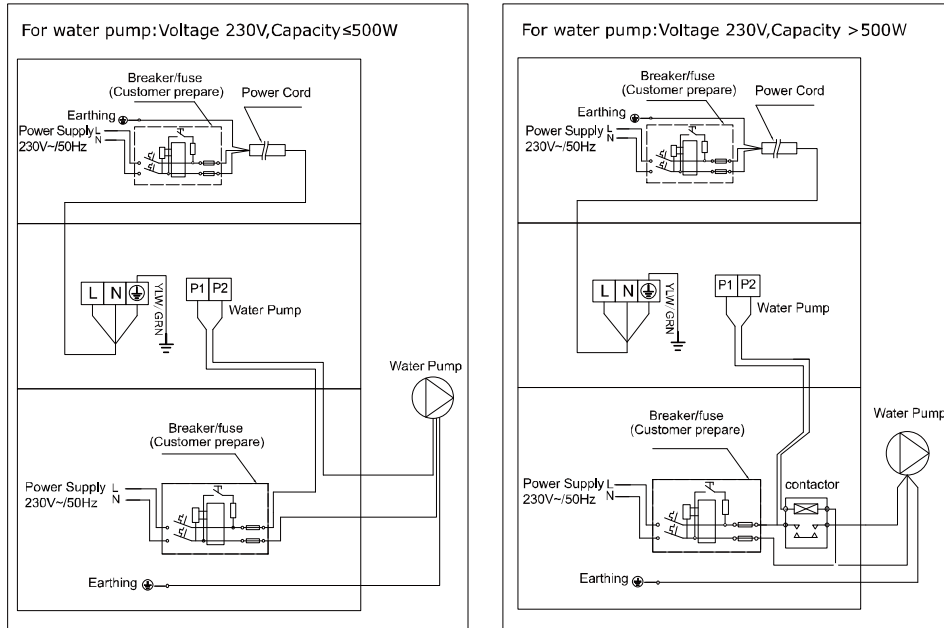 For water pump:Voltage 230V,Capacity≤500W
Breaker/fuse
(Customer prepare)
Power Cord
Earthing
Power Supply L
N
230V~/50Hz
L N
YLW/GRN
P1 P2
Water Pump
Water Pump
Breaker/fuse
(Customer prepare)
Power Supply L
230V~/50Hz N
Earthing
For water pump:Voltage 230V,Capacity >500W
Breaker/fuse
(Customer prepare)
Power Cord
Earthing
Power Supply L
N
230V~/50Hz
L N
YLW/GRN
P1 P2
Water Pump
Water Pump
Breaker/fuse
(Customer prepare)
Power Supply L
230V~/50Hz N
contactor
Earthing